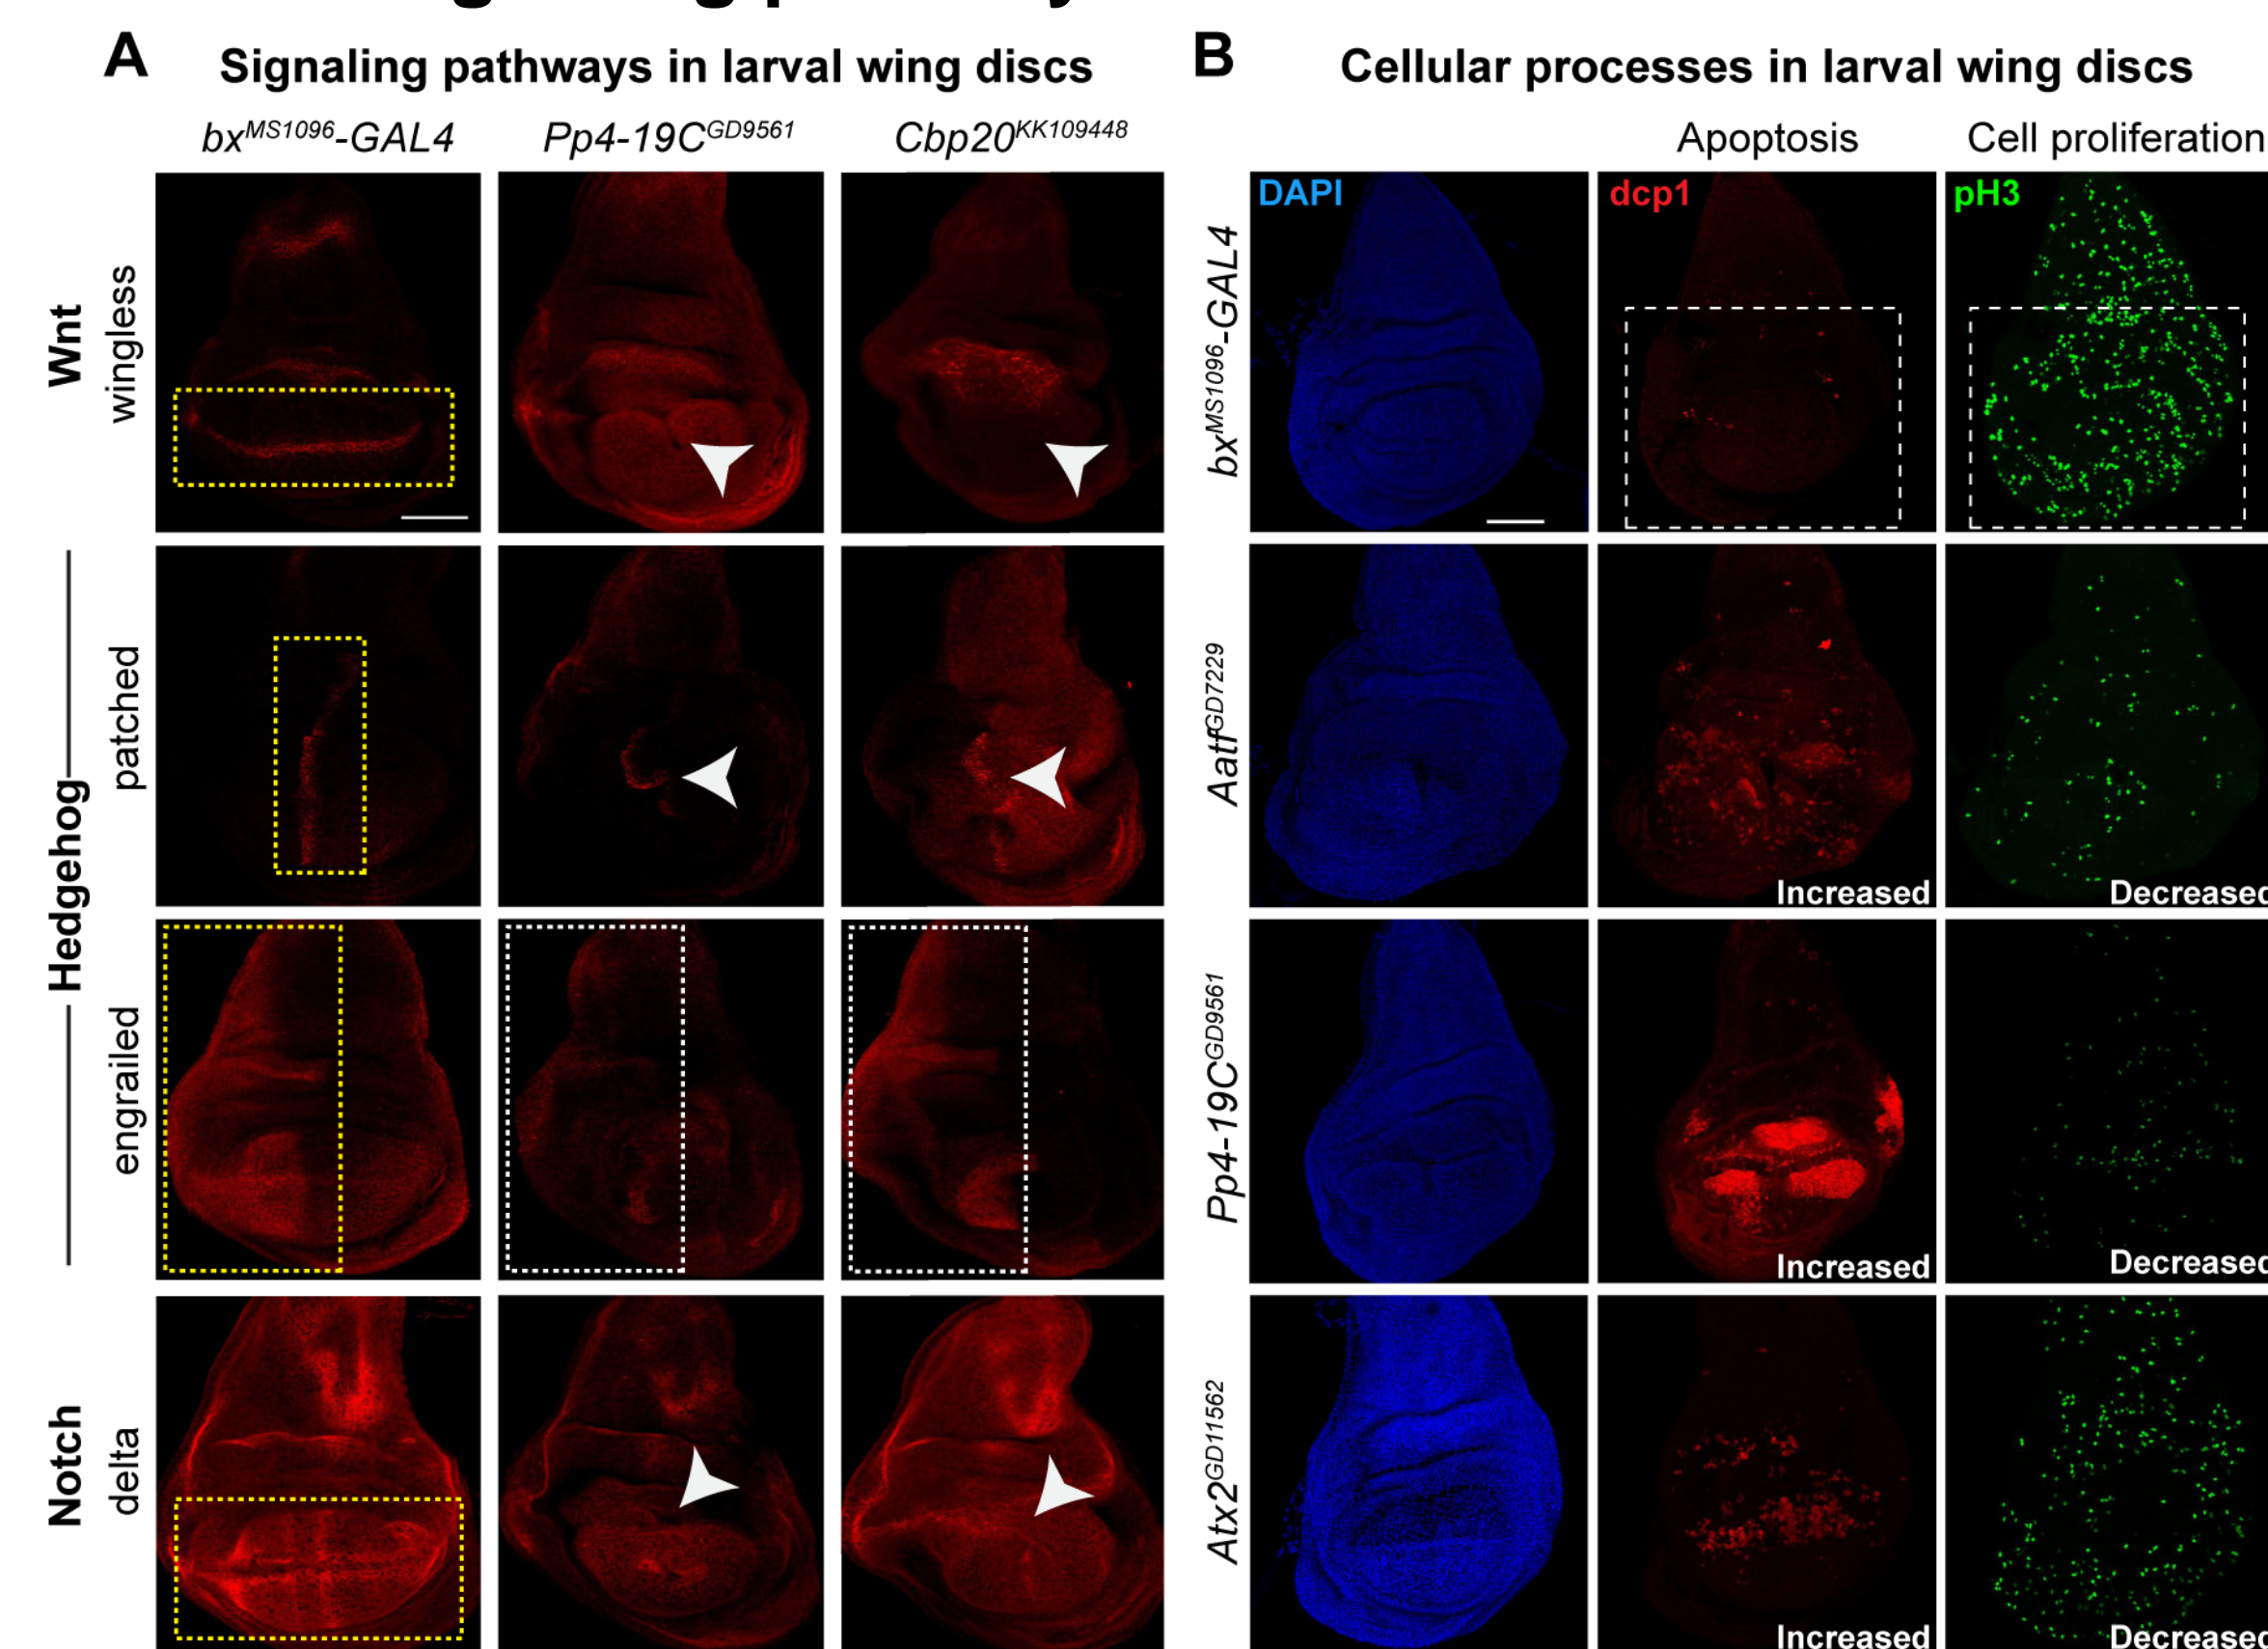 A
Signaling pathways in larval wing discs
bxMS1096-GAL4
Pp4-19CGD9561
Cbp20KK109448
Wnt
wingless
Hedgehog
patched
engrailed
Notch
delta
B
Cellular processes in larval wing discs
Apoptosis
Cell proliferation
DAPI
dcp1
pH3
bxMS1096-GAL4
AatfGD7229
Increased
Decreased
Pp4-19CGD9561
Increased
Decreased
Atx2GD11562
Increased
Decreased